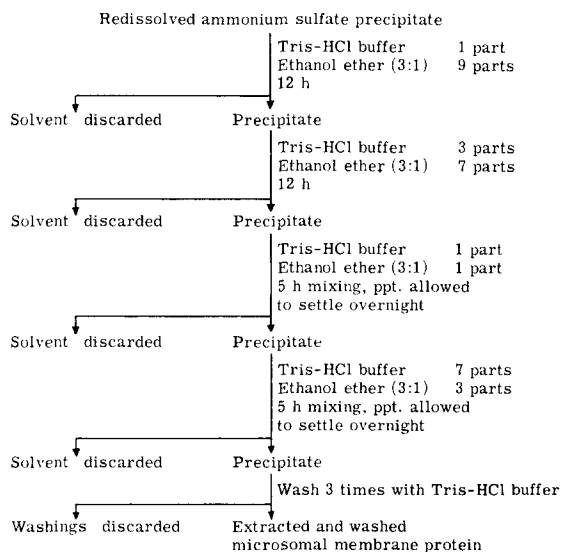 Redissolved ammonium sulfate precipitate
Tris-HCl buffer 1 part
Ethanol ether (3:1) 9 parts
12 h
Solvent discarded Precipitate
Tris-HCl buffer 3 parts
Ethanol ether (3:1) 7 parts
12 h
Solvent discarded Precipitate
Tris-HCl buffer 1 part
Ethanol ether (3:1) 1 part
5 h mixing, ppt. allowed
to settle overnight
Solvent discarded Precipitate
Tris-HCl buffer 7 parts
Ethanol ether (3:1) 3 parts
5 h mixing, ppt. allowed
to settle overnight
Solvent discarded Precipitate
Wash 3 times with Tris-HCl buffer
Washings discarded Extracted and washed
microsomal membrane protein